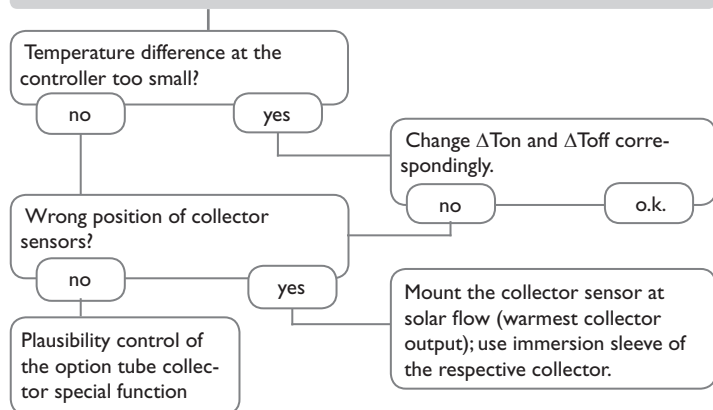 Temperature difference at the
controller too small?
no
yes
Change ΔTon and ΔToff corre-
spondingly.
no
o.k.
Wrong position of collector
sensors?
no
yes
Mount the collector sensor at
solar flow (warmest collector
output); use immersion sleeve of
the respective collector.
Plausibility control of
the option tube collec-
tor special function